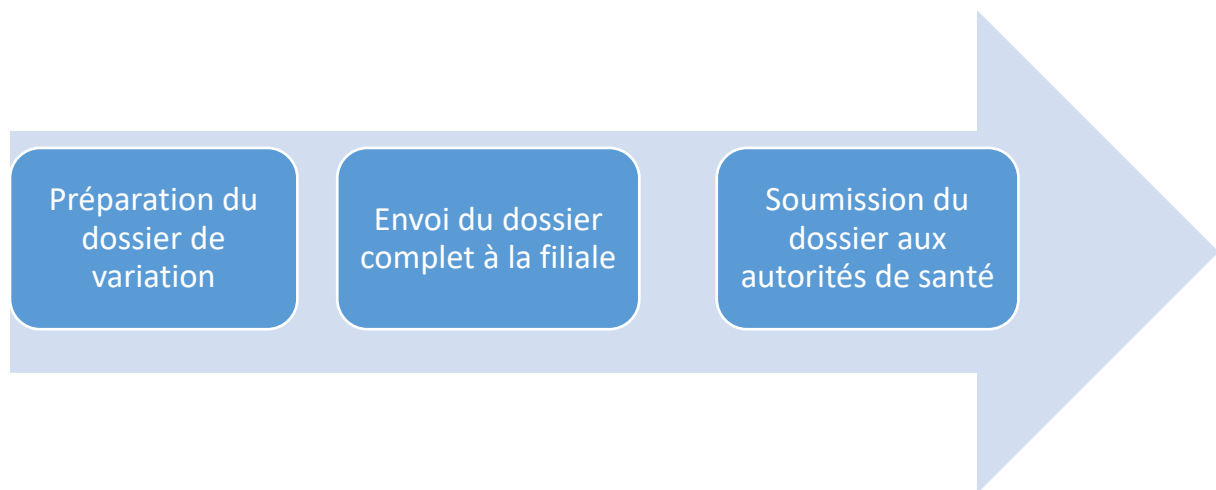 Préparation du
dossier de
variation
Envoi du dossier
complet à la filiale
Soumission du
dossier aux
autorités de santé